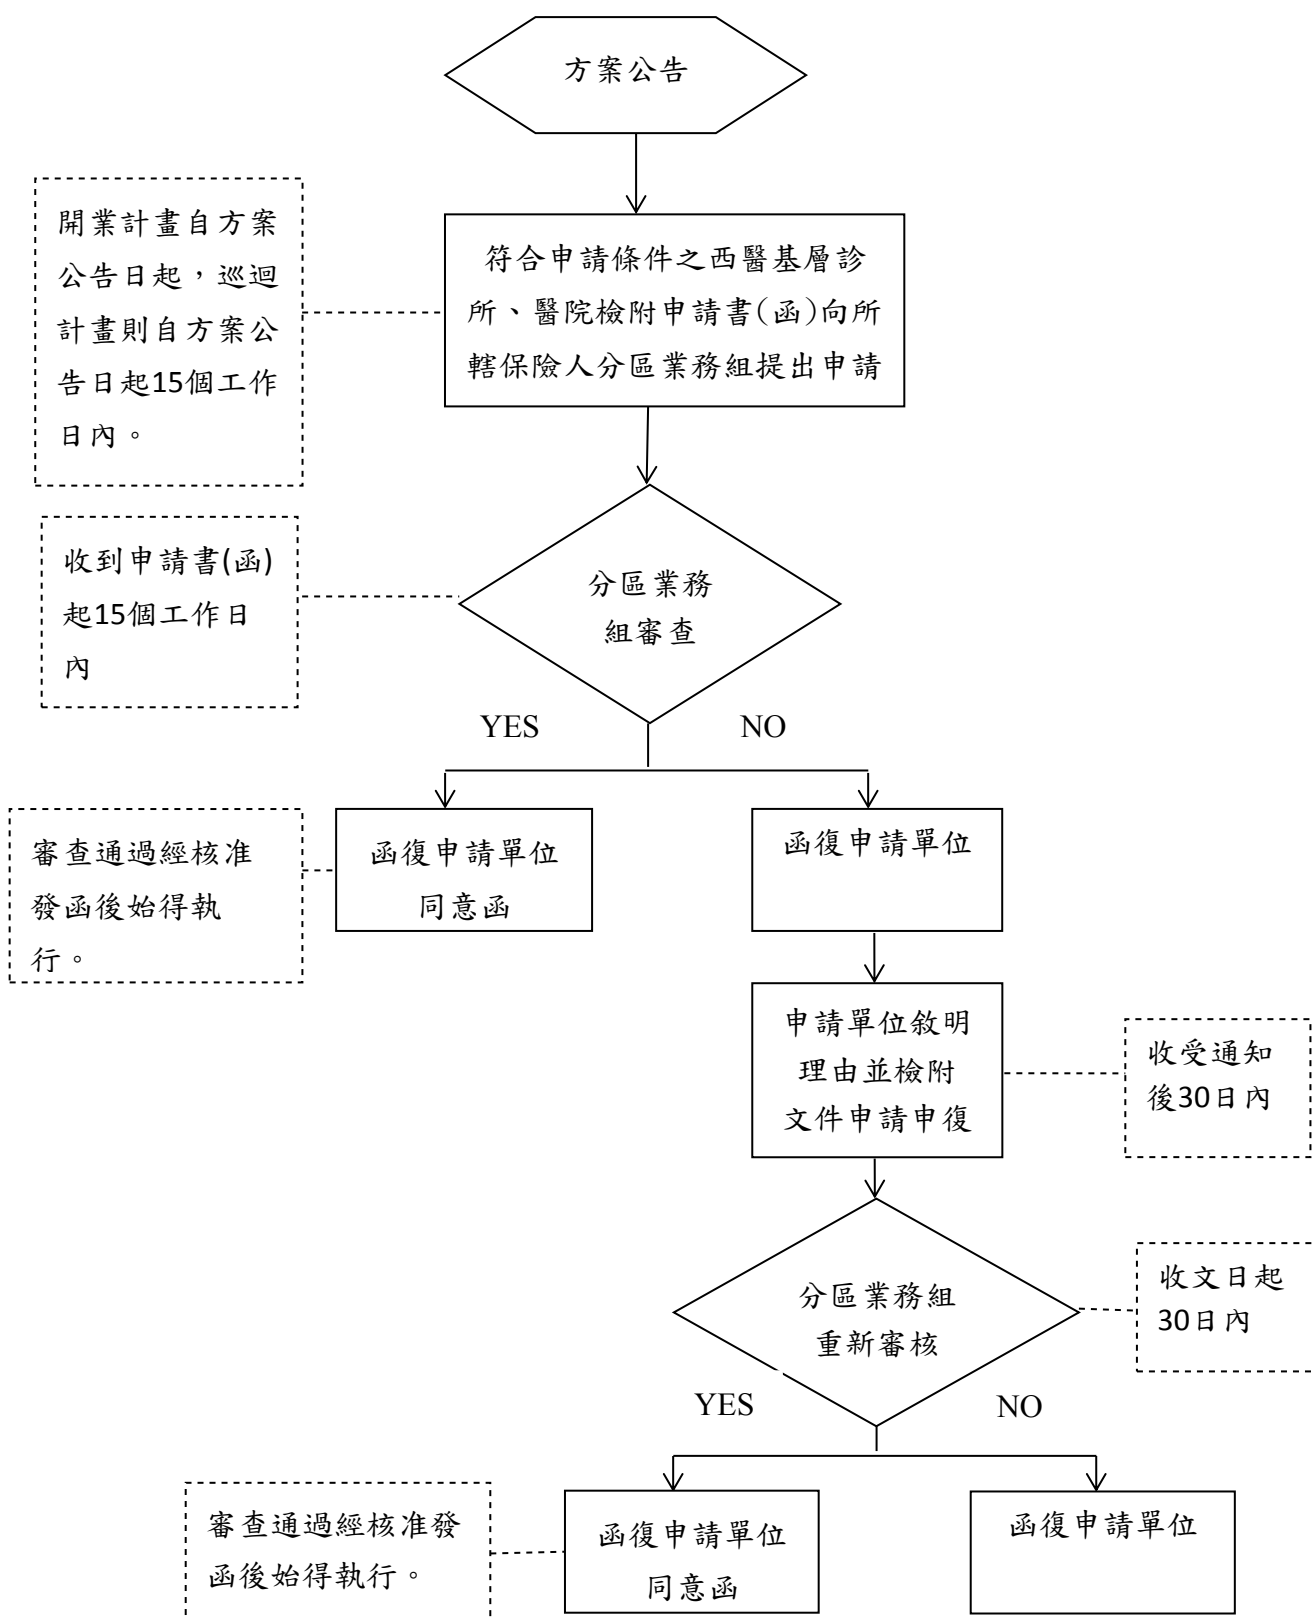 方案公告
開業計畫自方案
公告日起，巡迴
計畫則自方案公
告日起15個工作
日內。
符合申請條件之西醫基層診
所、醫院檢附申請書(函)向所
轄保險人分區業務組提出申請
收到申請書(函)
起15個工作日
內
分區業務
組審查
YES
NO
審查通過經核准
發函後始得執
行。
函復申請單位
同意函
函復申請單位
申請單位敘明
理由並檢附
文件申請申復
收受通知
後30日內
分區業務組
重新審核
收文日起
30日內
YES
NO
審查通過經核准發
函後始得執行。
函復申請單位
同意函
函復申請單位